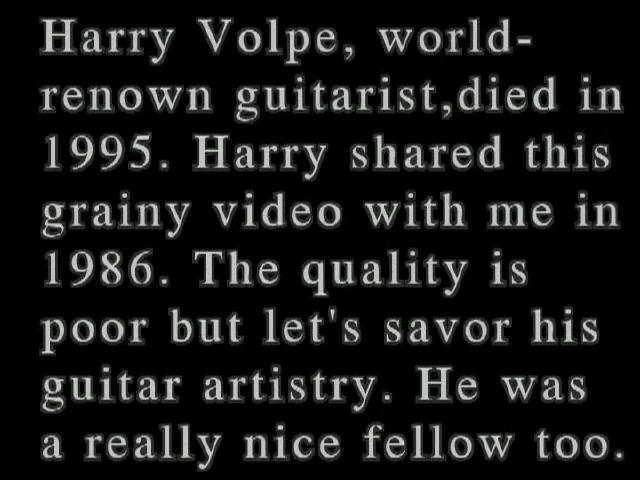 Harry Volpe, world-
renown guitarist,died in
1995. Harry shared this
grainy video with me in
1986. The quality is
poor but let's savor his
guitar artistry. He was
a really nice fellow too.